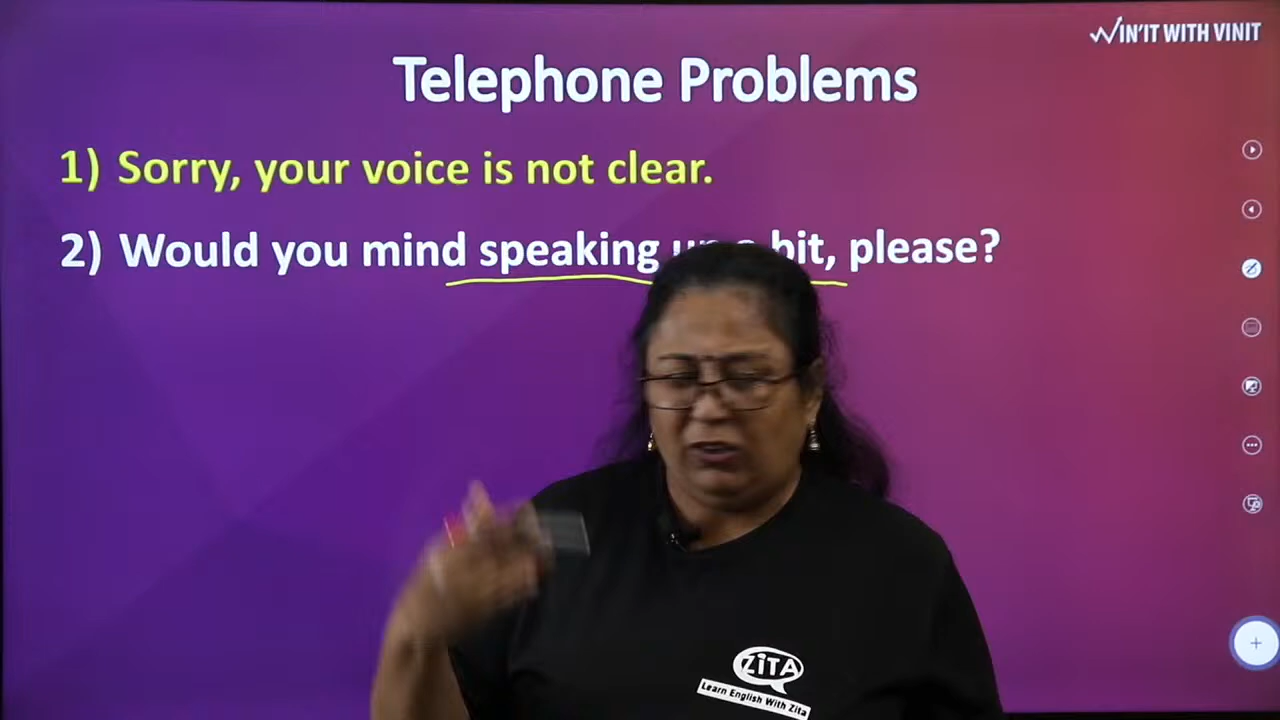 WIN'IT WITH VINIT
Telephone Problems
1) Sorry, your voice is not clear.
2) Would you mind speaking bit, please?
ZiTA
Learn English With Zita